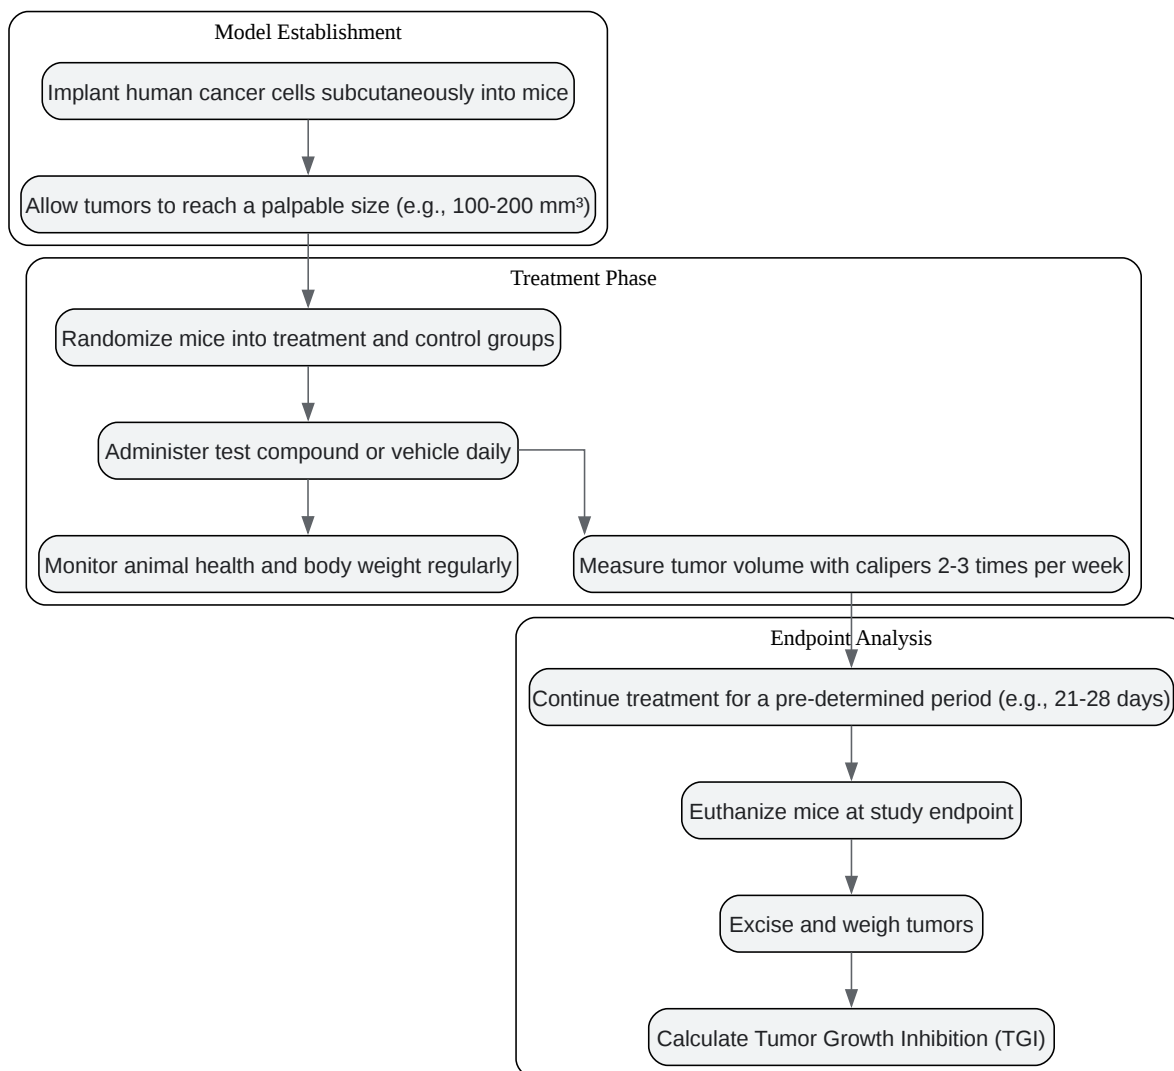 Model Establishment
Implant human cancer cells subcutaneously into mice
Allow tumors to reach a palpable size (e.g., 100-200 mm³)
Treatment Phase
Randomize mice into treatment and control groups
Administer test compound or vehicle daily
Monitor animal health and body weight regularly
Measure tumor volume with calipers 2-3 times per week
Endpoint Analysis
Continue treatment for a pre-determined period (e.g., 21-28 days)
Euthanize mice at study endpoint
Excise and weigh tumors
Calculate Tumor Growth Inhibition (TGI)